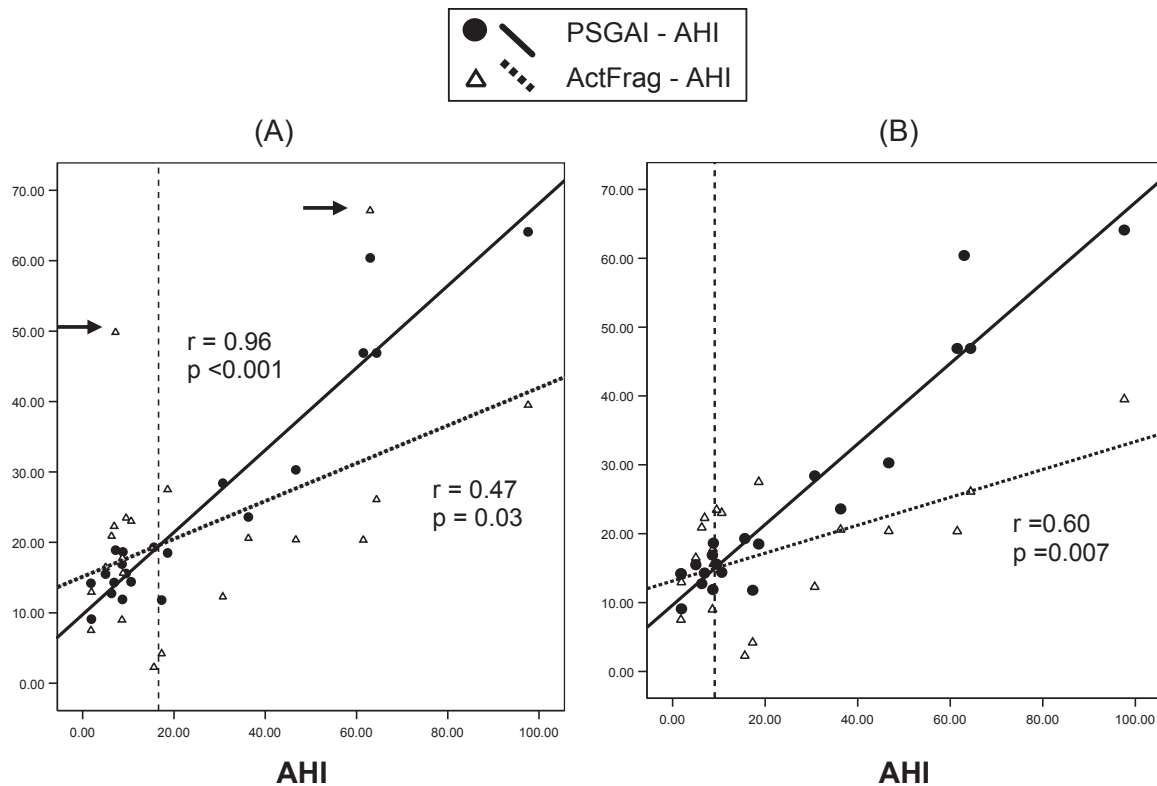 PSGAI - AHI
ActFrag - AHI
(A)
70.00
60.00
50.00
40.00
30.00
20.00
10.00
0.00
r = 0.96
p <0.001
r = 0.47
p = 0.03
0.00 20.00 40.00 60.00 80.00 100.00
AHI
(B)
70.00
60.00
50.00
40.00
30.00
20.00
10.00
0.00
r =0.60
p =0.007
0.00 20.00 40.00 60.00 80.00 100.00
AHI